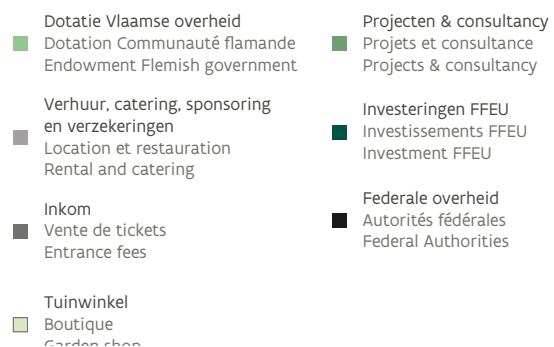 Dotatie Vlaamse overheid
Dotation Communauté flamande
Endowment Flemish government
Verhuur, catering, sponsoring
en verzekeringen
Location et restauration
Rental and catering
Inkom
Vente de tickets
Entrance fees
Tuinwinkel
Boutique
Garden shop
Projecten & consultancy
Projets et consultance
Projects & consultancy
Investeringen FFEU
Investissements FFEU
Investment FFEU
Federale overheid
Autorités fédérales
Federal Authorities